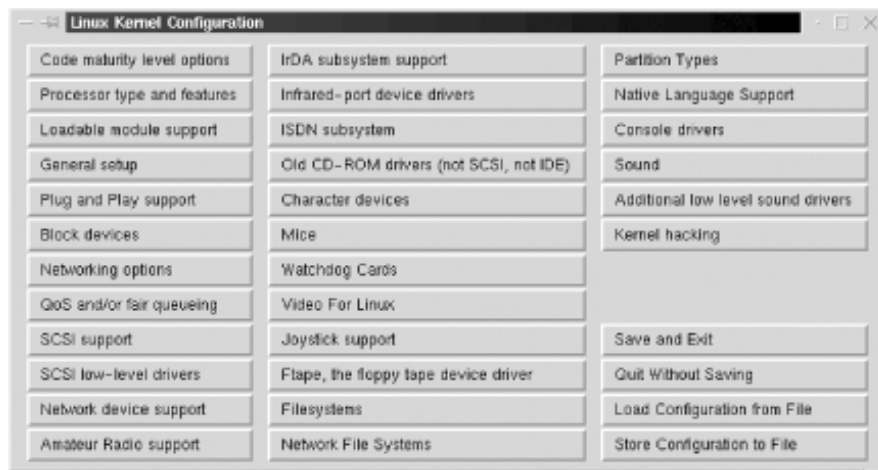 Linux Kernel Configuration
Code maturity level options
Processor type and features
Loadable module support
General setup
Plug and Play support
Block devices
Networking options
QoS and/or fair queueing
SCSI support
SCSI low-level drivers
Network device support
Amateur Radio support
IrDA subsystem support
Infrared-port device drivers
ISDN subsystem
Old CD-ROM drivers (not SCSI, not IDE)
Character devices
Mice
Watchdog Cards
Video For Linux
Joystick support
Ftape, the floppy tape device driver
Filesystems
Network File Systems
Partition Types
Native Language Support
Console drivers
Sound
Additional low level sound drivers
Kernel hacking
Save and Exit
Quit Without Saving
Load Configuration from File
Store Configuration to File